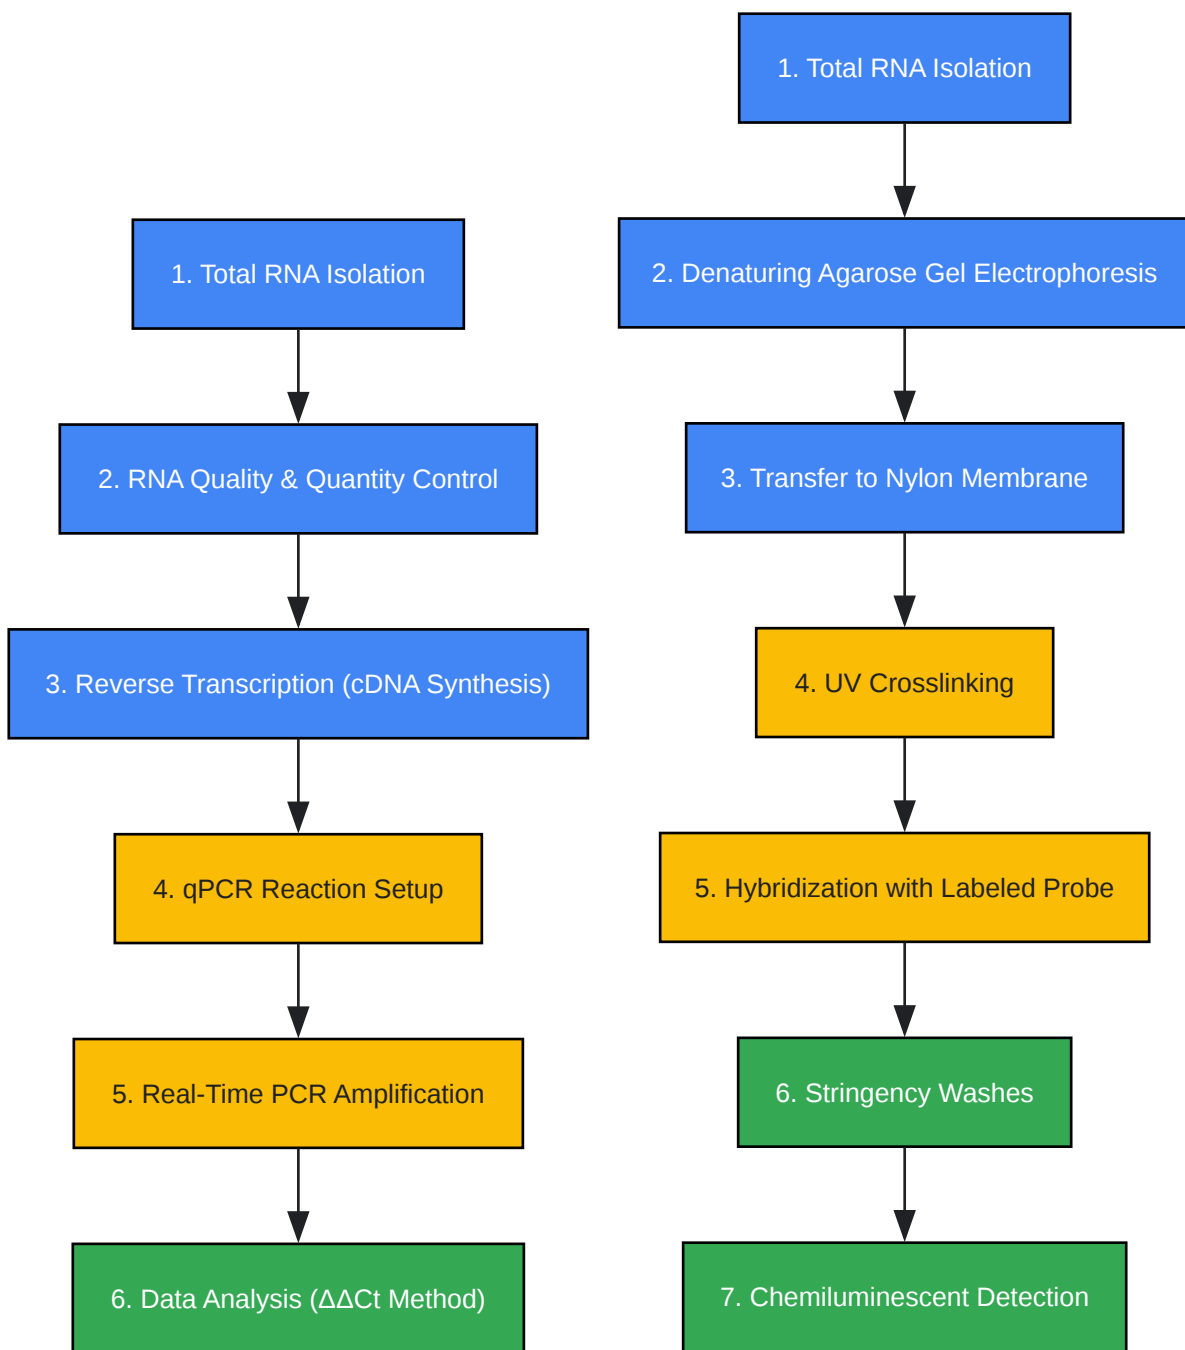 1. Total RNA Isolation
2. RNA Quality & Quantity Control
3. Reverse Transcription (cDNA Synthesis)
4. qPCR Reaction Setup
5. Real-Time PCR Amplification
6. Data Analysis (ΔΔCt Method)
1. Total RNA Isolation
2. Denaturing Agarose Gel Electrophoresis
3. Transfer to Nylon Membrane
4. UV Crosslinking
5. Hybridization with Labeled Probe
6. Stringency Washes
7. Chemiluminescent Detection